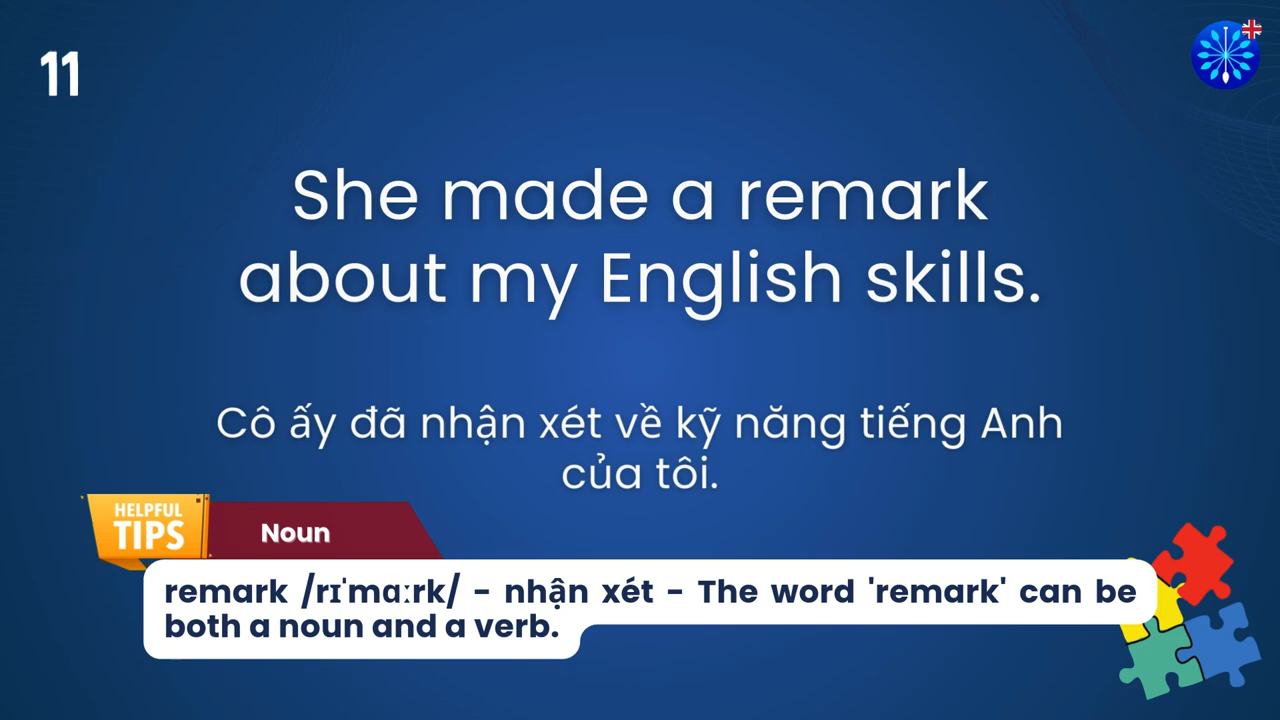 11
She made a remark
about my English skills.
Cô ấy đã nhận xét về kỹ năng tiếng Anh
của tôi.
HELPFUL
TIPS
Noun
remark /rɪˈmɑːrk/ - nhận xét - The word 'remark' can be
both a noun and a verb.